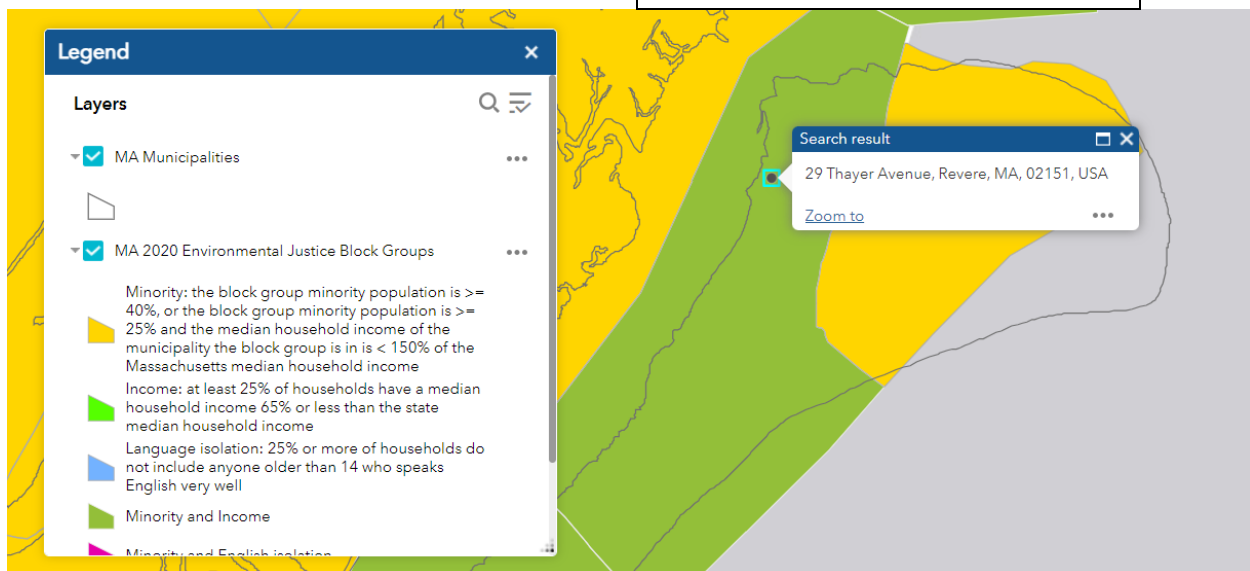 Legend
Layers
MA Municipalities
MA 2020 Environmental Justice Block Groups
Minority: the block group minority population is >=
40%, or the block group minority population is >=
25% and the median household income of the
municipality the block group is in is < 150% of the
Massachusetts median household income
Income: at least 25% of households have a median
household income 65% or less than the state
median household income
Language isolation: 25% or more of households do
not include anyone older than 14 who speaks
English very well
Minority and Income
Minority and English isolation
Search result
29 Thayer Avenue, Revere, MA, 02151, USA
Zoom to